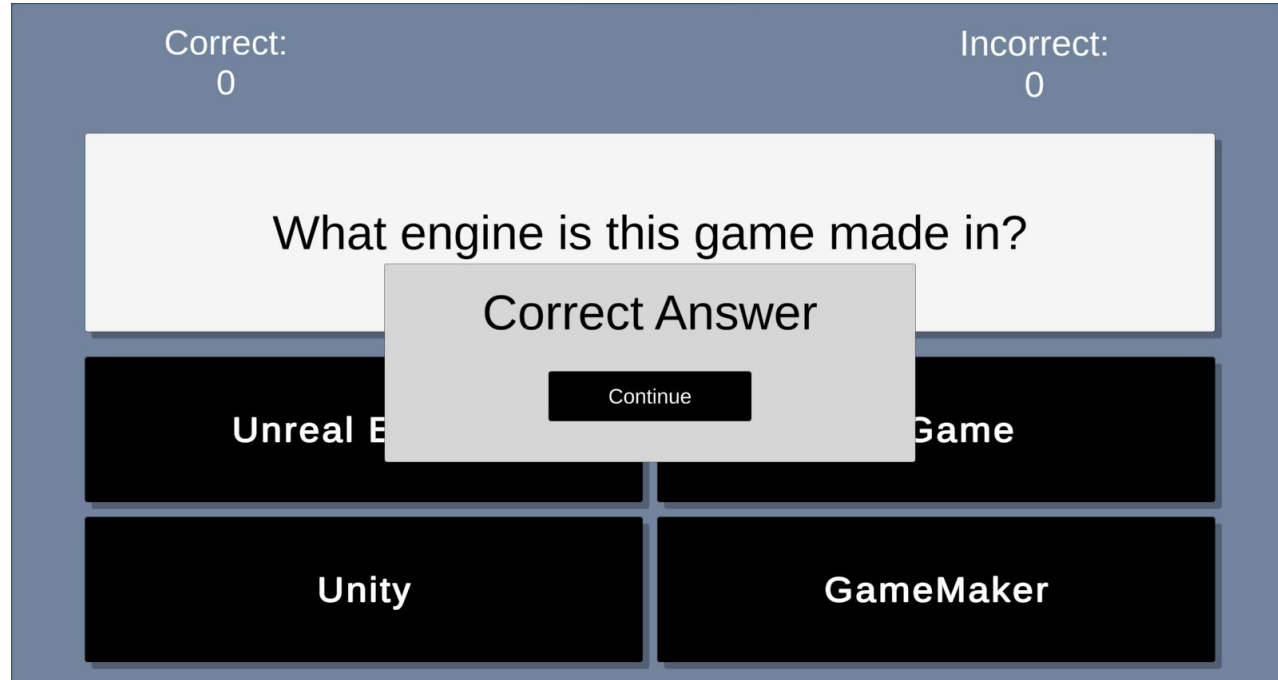 Correct:
0
Incorrect:
0
What engine is this game made in?
Correct Answer
Continue
Unreal
Game
Unity
GameMaker